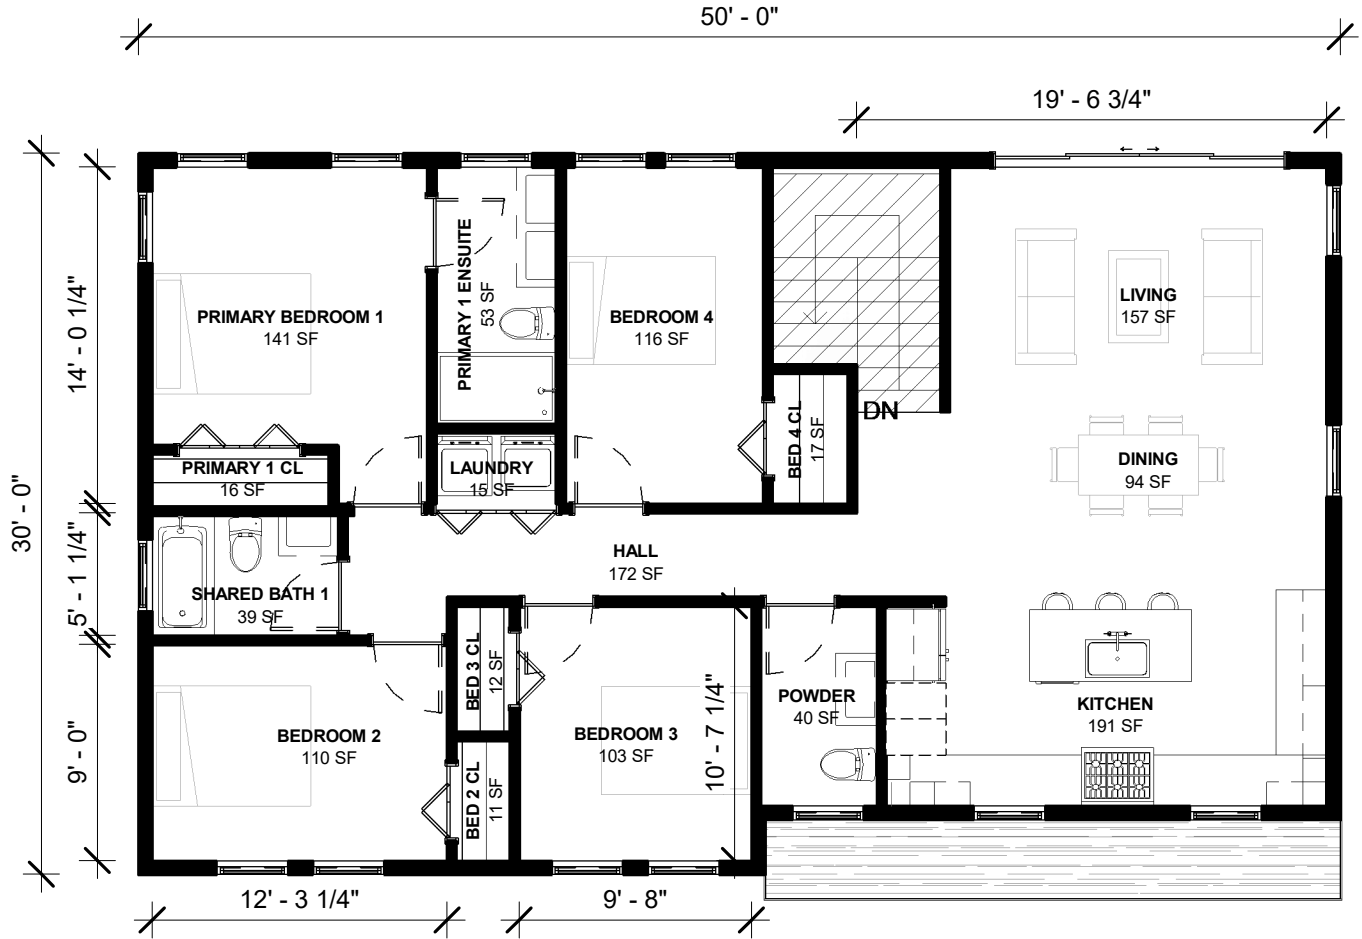 50' - 0"
19' - 6 3/4"
30' - 0"
14' - 0 1/4"
5' - 1 1/4"
9' - 0"
PRIMARY BEDROOM 1
141 SF
PRIMARY 1 ENSUITE
53 SF
BEDROOM 4
116 SF
LIVING
157 SF
DN
BED 4 CL
17 SF
DINING
94 SF
PRIMARY 1 CL
16 SF
LAUNDRY
15 SF
HALL
172 SF
SHARED BATH 1
39 SF
BED 3 CL
12 SF
BEDROOM 2
110 SF
BED 2 CL
11 SF
BEDROOM 3
103 SF
10' - 7 1/4"
POWDER
40 SF
KITCHEN
191 SF
12' - 3 1/4"
9' - 8"